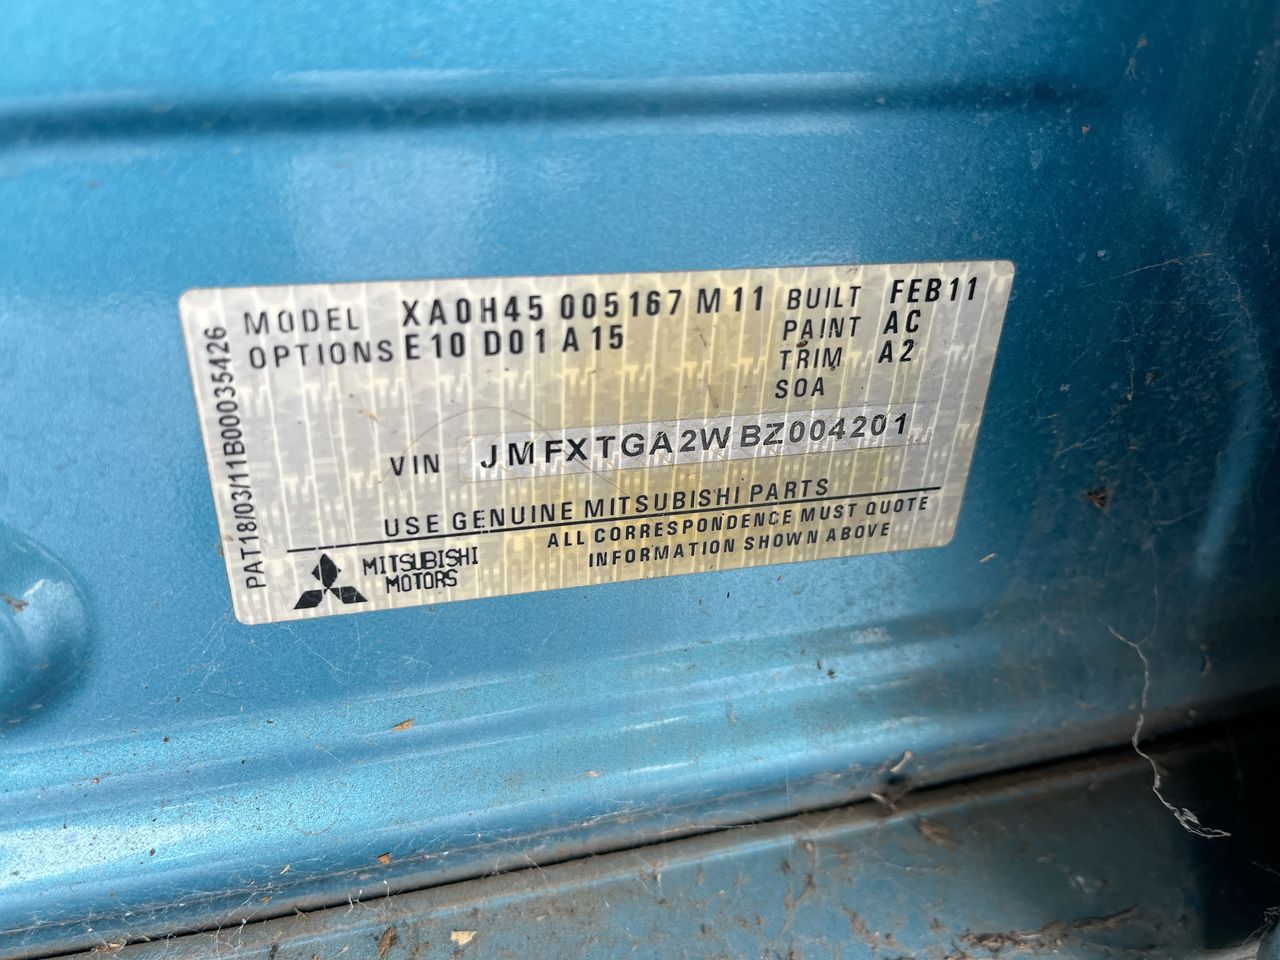 MODEL XA0H45 005167 M11 BUILT FEB11
OPTIONS E10 D01 A15 PAINT AC
TRIM A2
SOA
VIN JMFXTGA2WBZ004201
USE GENUINE MITSUBISHI PARTS
ALL CORRESPONDENCE MUST QUOTE
INFORMATION SHOWN ABOVE
MITSUBISHI
MOTORS
PAT18/03/11B00035426